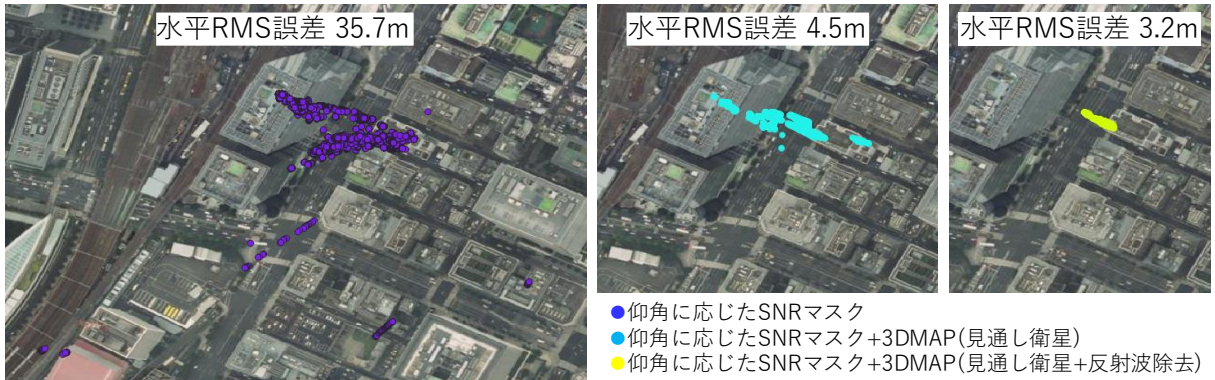 水平RMS誤差 35.7m
水平RMS誤差 4.5m
水平RMS誤差 3.2m
仰角に応じたSNRマスク
仰角に応じたSNRマスク+3DMAP(見通し衛星)
仰角に応じたSNRマスク+3DMAP(見通し衛星+反射波除去)